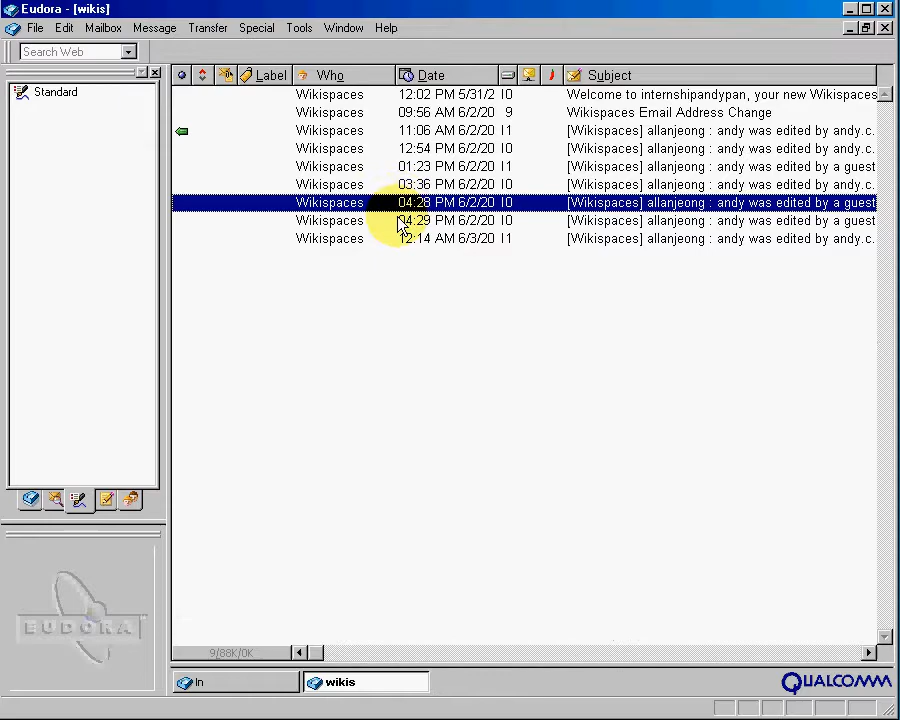 Eudora - [wikis]
File Edit Mailbox Message Transfer Special Tools Window Help
Search Web
Standard
Label Who Date Subject
Wikispaces 12:02 PM 5/31/2 10 Welcome to internshipandypan, your new Wikispaces
Wikispaces 09:56 AM 6/2/20 9 Wikispaces Email Address Change
Wikispaces 11:06 AM 6/2/20 11 [Wikispaces] allanjeong : andy was edited by andy.c.
Wikispaces 12:54 PM 6/2/20 10 [Wikispaces] allanjeong : andy was edited by andy.c.
Wikispaces 01:23 PM 6/2/20 11 [Wikispaces] allanjeong : andy was edited by a guest
Wikispaces 03:36 PM 6/2/20 10 [Wikispaces] allanjeong : andy was edited by andy.c.
Wikispaces 04:28 PM 6/2/20 10 [Wikispaces] allanjeong : andy was edited by a guest
Wikispaces 04:29 PM 6/2/20 10 [Wikispaces] allanjeong : andy was edited by a guest
Wikispaces 12:14 AM 6/3/20 11 [Wikispaces] allanjeong : andy was edited by andy.c.
EUDORA
9/88K/0K
In
wikis
QUALCOMM